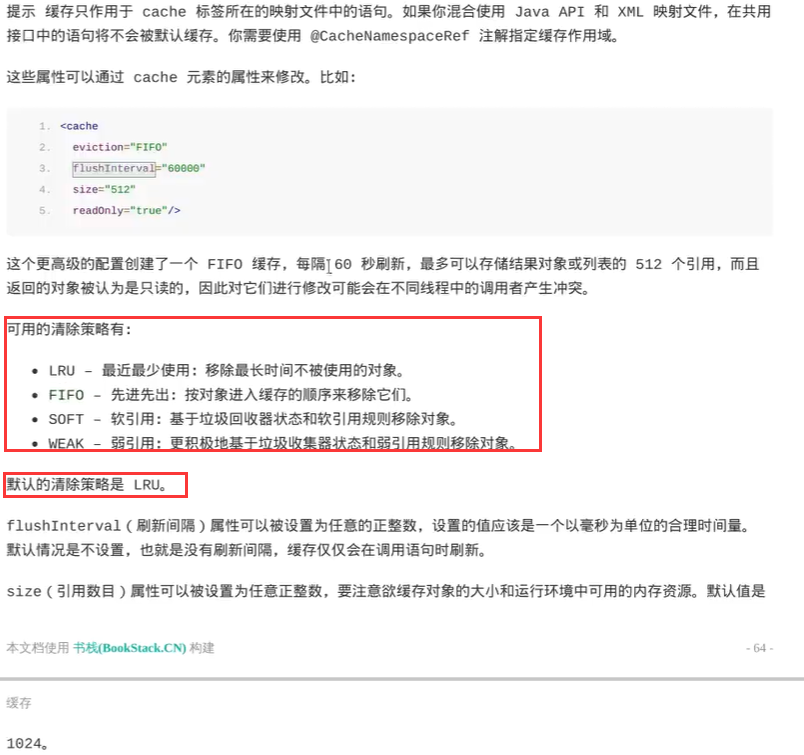 提示 缓存只作用于 cache 标签所在的映射文件中的语句。如果你混合使用 Java API 和 XML 映射文件，在共用
接口中的语句将不会被默认缓存。你需要使用 @CacheNamespaceRef 注解指定缓存作用域。
这些属性可以通过 cache 元素的属性来修改。比如:
1. <cache
2. eviction="FIFO"
3. flushInterval="60000"
4. size="512"
5. readOnly="true"/>
这个更高级的配置创建了一个 FIFO 缓存，每隔 60 秒刷新，最多可以存储结果对象或列表的 512 个引用，而且
返回的对象被认为是只读的，因此对它们进行修改可能会在不同线程中的调用者产生冲突。
可用的清除策略有:
• LRU – 最近最少使用: 移除最长时间不被使用的对象。
• FIFO – 先进先出: 按对象进入缓存的顺序来移除它们。
• SOFT – 软引用: 基于垃圾回收器状态和软引用规则移除对象。
• WEAK – 弱引用: 更积极地基于垃圾收集器状态和弱引用规则移除对象。
默认的清除策略是 LRU。
flushInterval（刷新间隔）属性可以被设置为任意的正整数，设置的值应该是一个以毫秒为单位的合理时间量。
默认情况是不设置，也就是没有刷新间隔，缓存仅仅会在调用语句时刷新。
size（引用数目）属性可以被设置为任意正整数，要注意欲缓存对象的大小和运行环境中可用的内存资源。默认值是
本文档使用 书栈(BookStack.CN) 构建 - 64 -
缓存
1024。